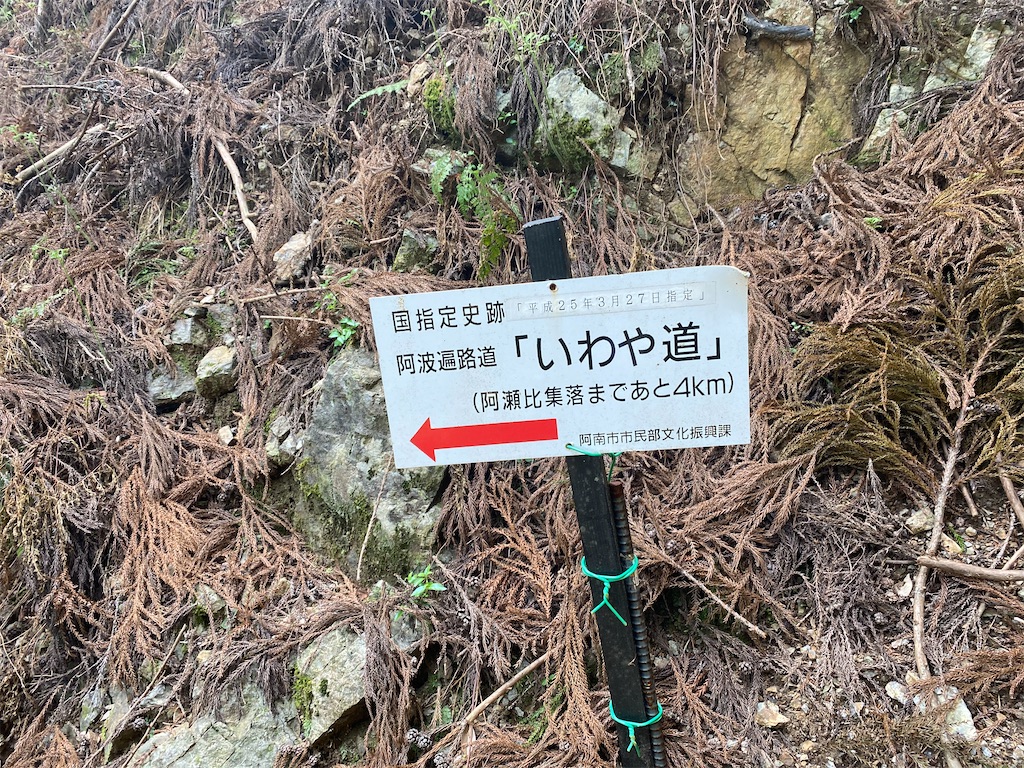 国指定史跡「平成25年3月27日指定」
阿波遍路道「いわや道」
(阿瀬比集落まであと4km)
阿南市市民部文化振興課